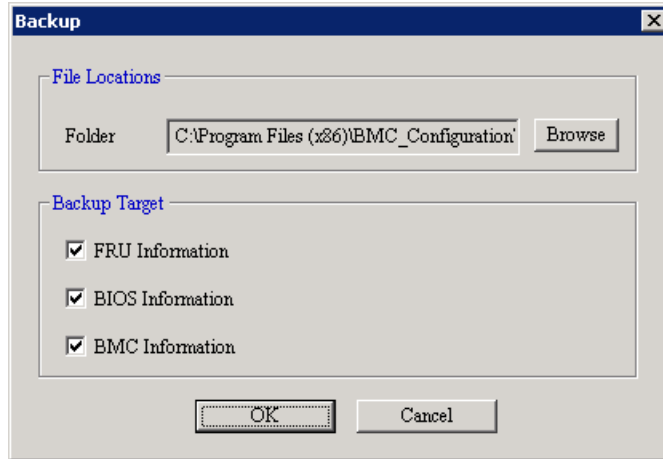 Backup
File Locations
Folder C:\Program Files (x86)\BMC_Configuration\ Browse
Backup Target
FRU Information
BIOS Information
BMC Information
OK Cancel